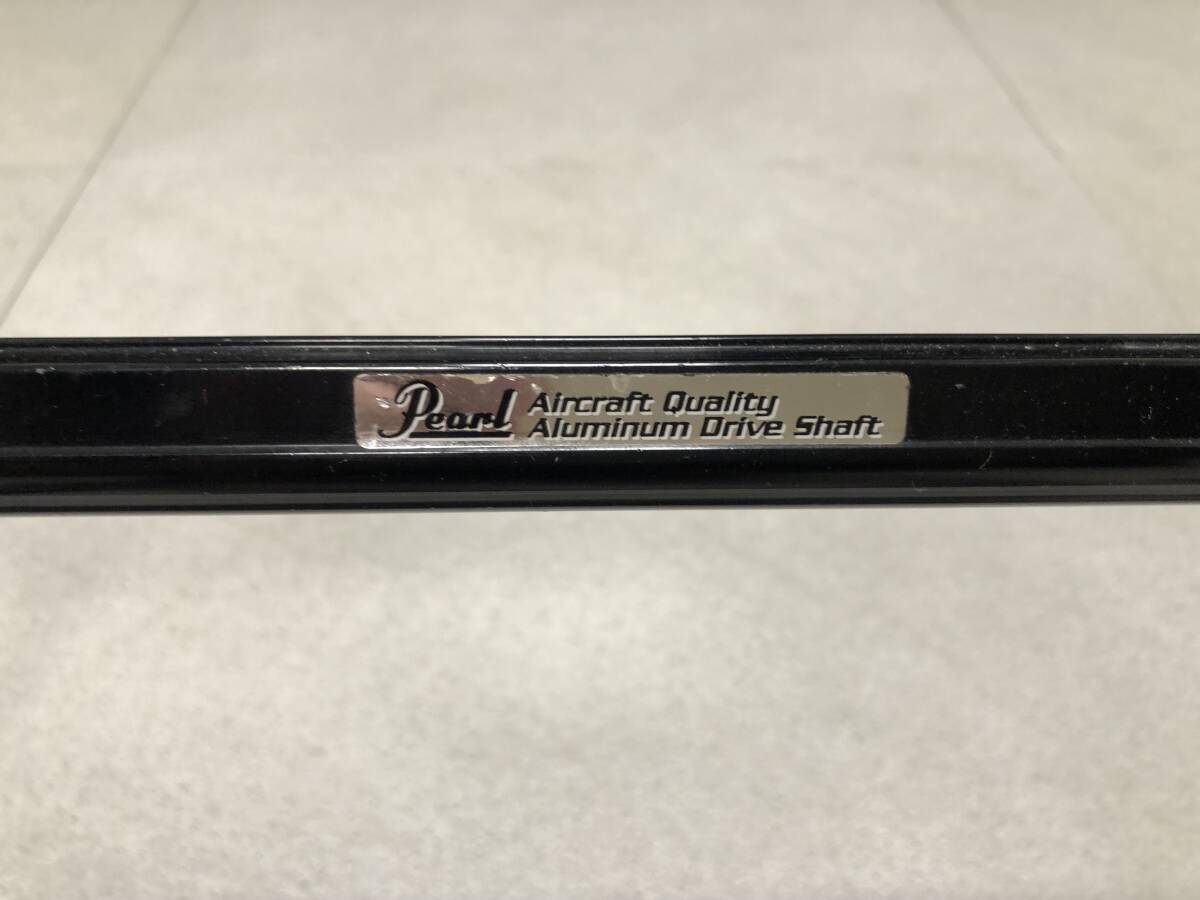 Pearl
Aircraft Quality
Aluminum Drive Shaft